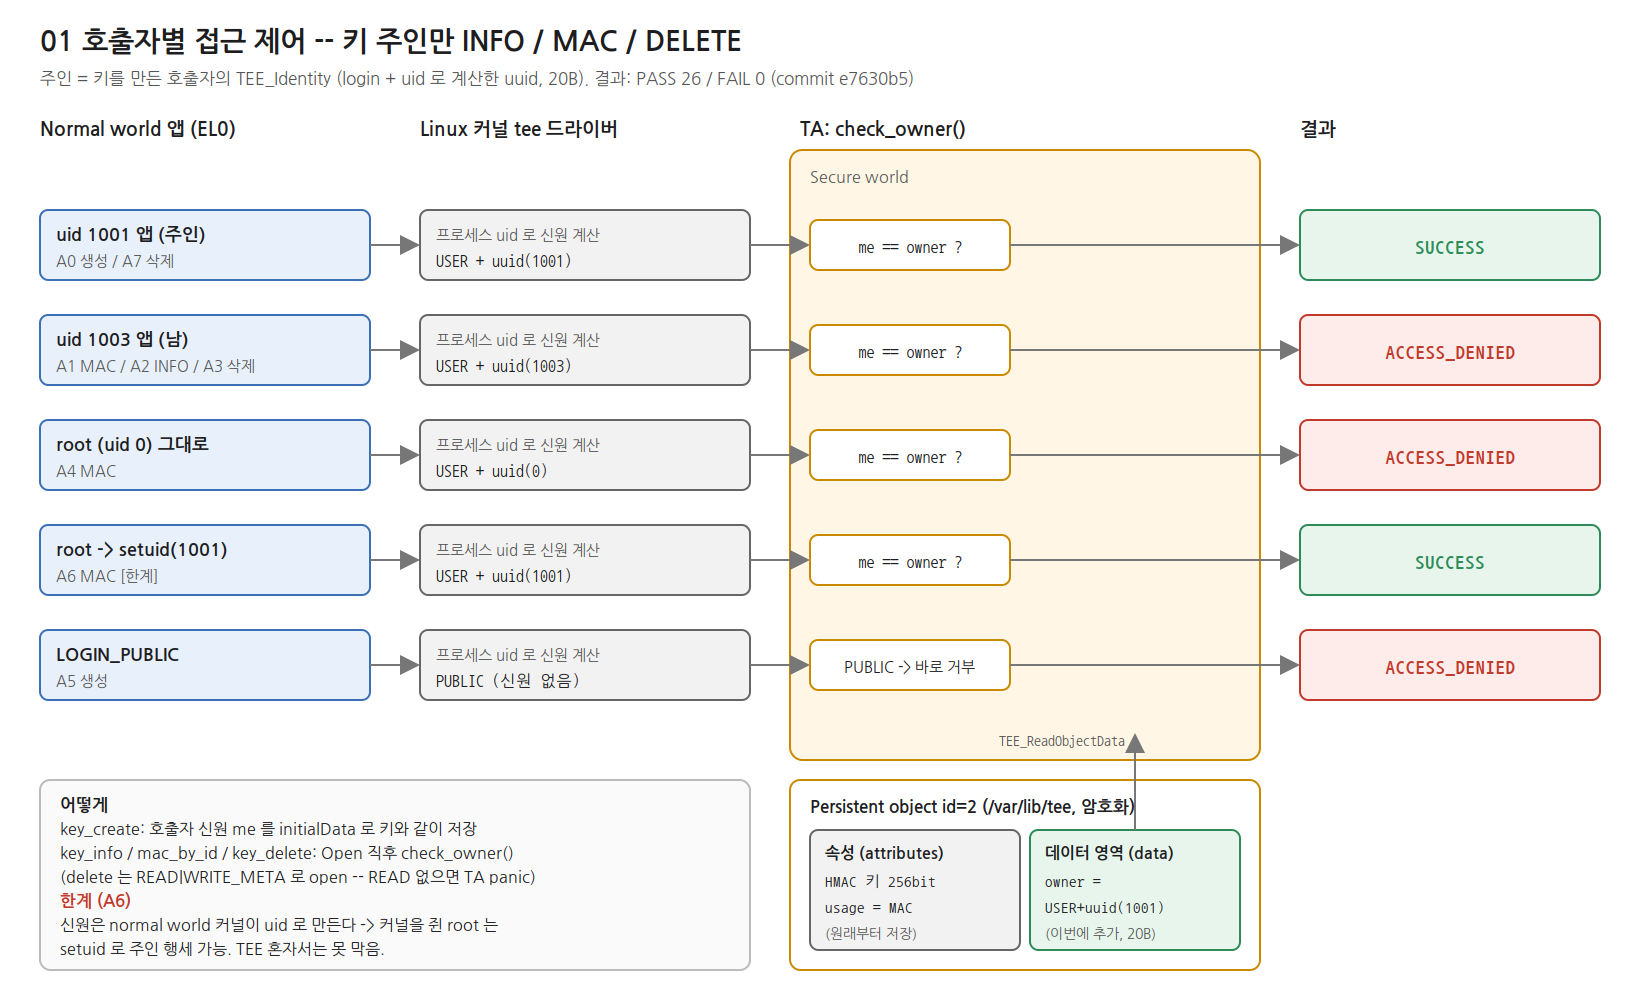 01 호출자별 접근 제어 -- 키 주인만 INFO / MAC / DELETE
주인 = 키를 만든 호출자의 TEE_Identity (login + uid 로 계산한 uuid, 20B). 결과: PASS 26 / FAIL 0 (commit e7630b5)
Normal world 앱 (EL0)
Linux 커널 tee 드라이버
TA: check_owner()
결과
Secure world
uid 1001 앱 (주인)
A0 생성 / A7 삭제
프로세스 uid 로 신원 계산
USER + uuid(1001)
me == owner ?
SUCCESS
uid 1003 앱 (남)
A1 MAC / A2 INFO / A3 삭제
프로세스 uid 로 신원 계산
USER + uuid(1003)
me == owner ?
ACCESS_DENIED
root (uid 0) 그대로
A4 MAC
프로세스 uid 로 신원 계산
USER + uuid(0)
me == owner ?
ACCESS_DENIED
root -> setuid(1001)
A6 MAC [한계]
프로세스 uid 로 신원 계산
USER + uuid(1001)
me == owner ?
SUCCESS
LOGIN_PUBLIC
A5 생성
프로세스 uid 로 신원 계산
PUBLIC (신원 없음)
PUBLIC -> 바로 거부
ACCESS_DENIED
TEE_ReadObjectData
어떻게
key_create: 호출자 신원 me 를 initialData 로 키와 같이 저장
key_info / mac_by_id / key_delete: Open 직후 check_owner()
(delete 는 READ|WRITE_META 로 open -- READ 없으면 TA panic)
한계 (A6)
신원은 normal world 커널이 uid 로 만든다 -> 커널을 쥔 root 는
setuid 로 주인 행세 가능. TEE 혼자서는 못 막음.
Persistent object id=2 (/var/lib/tee, 암호화)
속성 (attributes)
HMAC 키 256bit
usage = MAC
(원래부터 저장)
데이터 영역 (data)
owner =
USER+uuid(1001)
(이번에 추가, 20B)